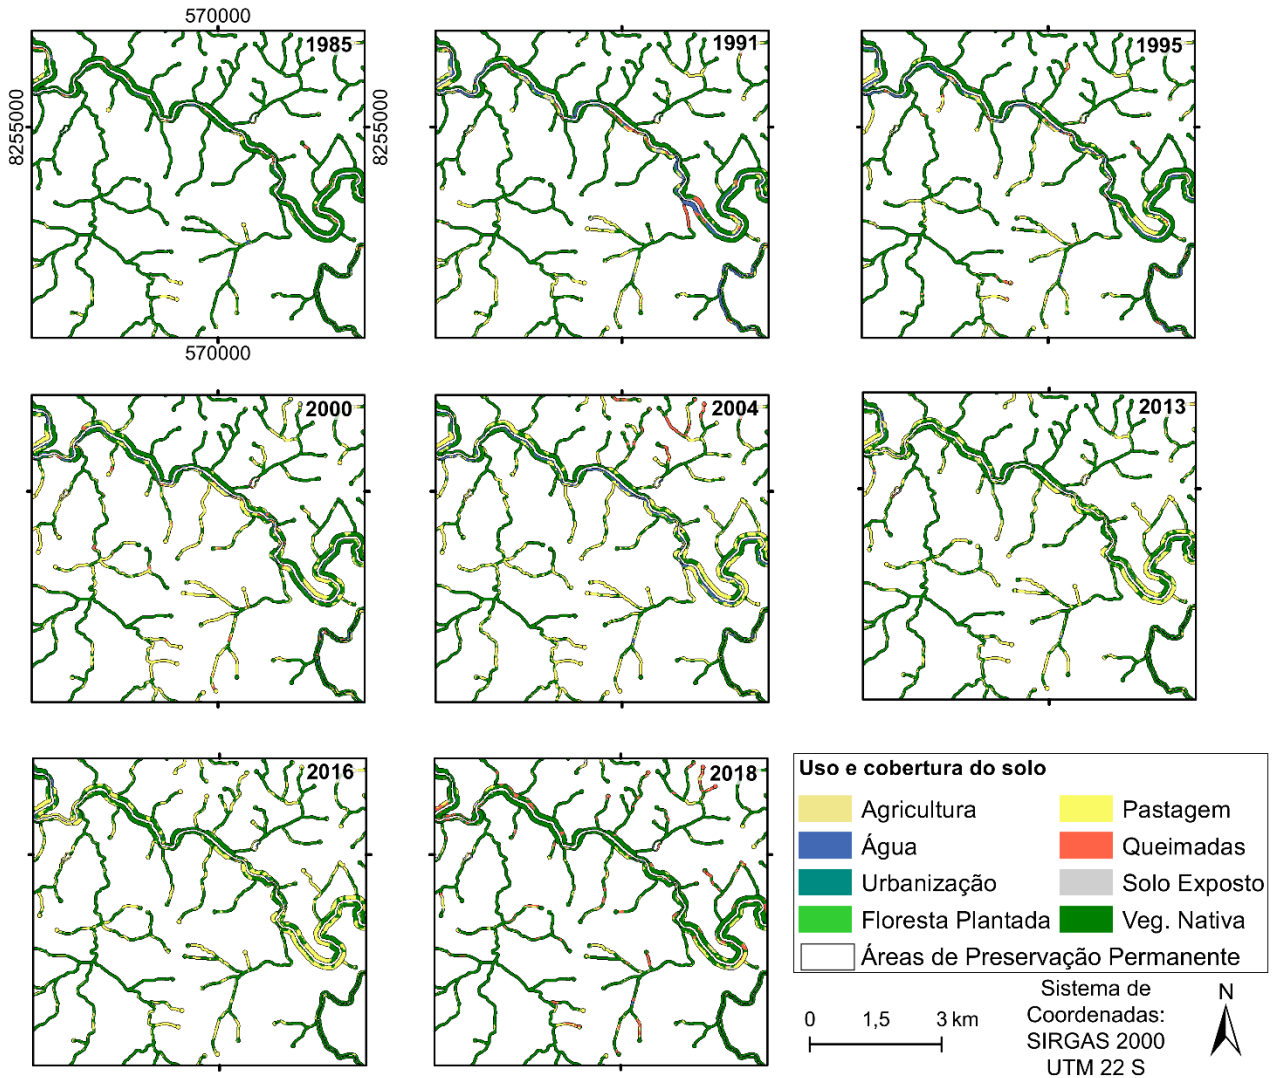 570000
1985
1991
1995
8255000
8255000
570000
2000
2004
2013
2016
2018
Uso e cobertura do solo
Agricultura
Pastagem
Água
Queimadas
Urbanização
Solo Exposto
Floresta Plantada
Veg. Nativa
Áreas de Preservação Permanente
0 1,5 3 km
Sistema de
Coordenadas:
SIRGAS 2000
UTM 22 S
N